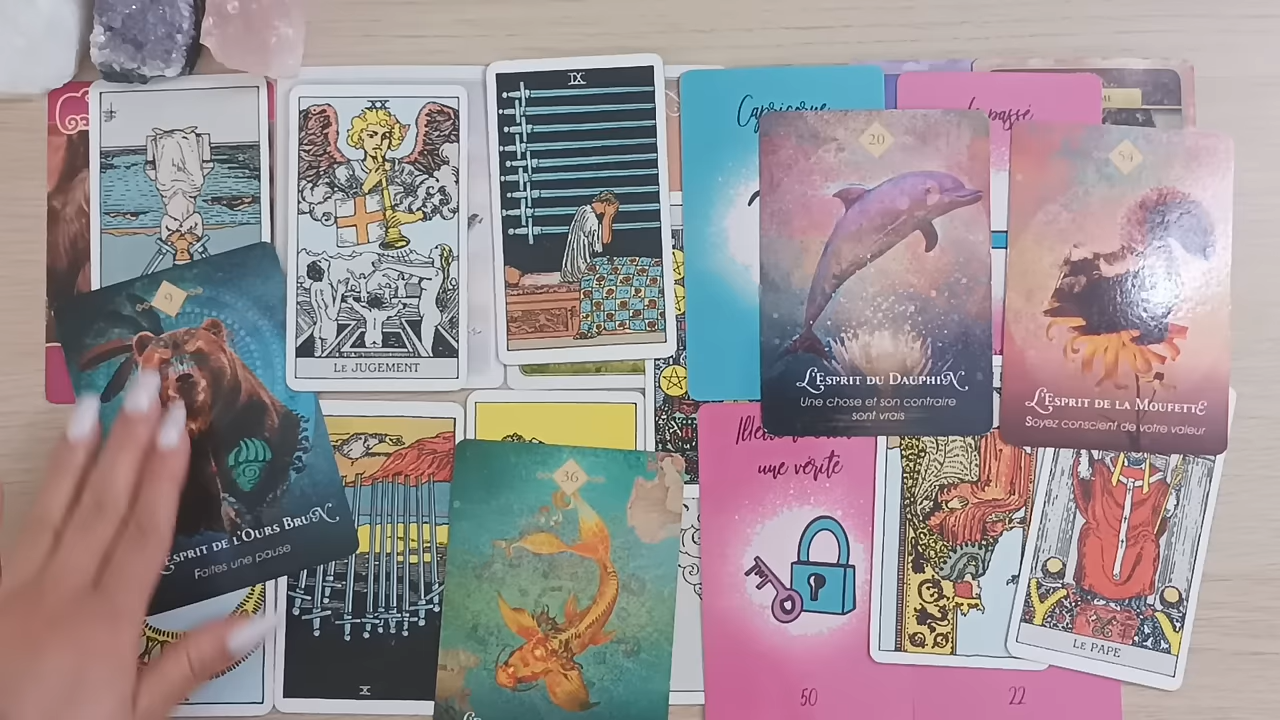 XX
LE JUGEMENT
IX
Capricorne
passé
20
L'ESPRIT DU DAUPHIN
Une chose et son contraire
sont vrais
54
L'ESPRIT DE LA MOUFETTE
Soyez conscient de votre valeur
9
ESPRIT DE L'OURS BRUN
Faites une pause
X
36
une vérité
50
22
LE PAPE